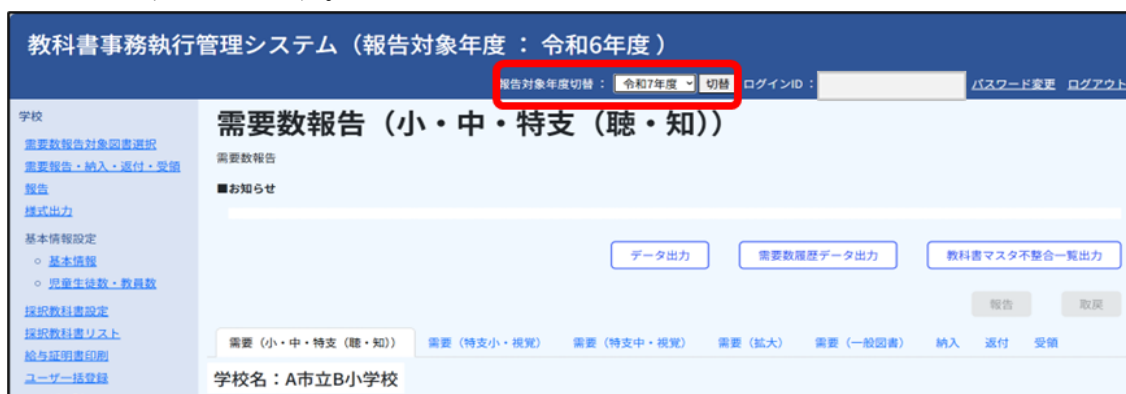 教科書事務執行管理システム（報告対象年度 ： 令和6年度 ）
報告対象年度切替 ： 令和7年度 切替 ログインID ： パスワード変更 ログアウト
学校
需要数報告対象図書選択
需要報告・納入・返付・受領
報告
様式出力
基本情報設定
基本情報
児童生徒数・教員数
採択教科書設定
採択教科書リスト
給与証明書印刷
ユーザ一括登録
需要数報告（小・中・特支（聴・知））
需要数報告
■お知らせ
データ出力 需要数履歴データ出力 教科書マスタ不整合一覧出力
報告 取戻
需要（小・中・特支（聴・知）） 需要（特支小・視覚） 需要（特支中・視覚） 需要（拡大） 需要（一般図書） 納入 返付 受領
学校名：A市立B小学校